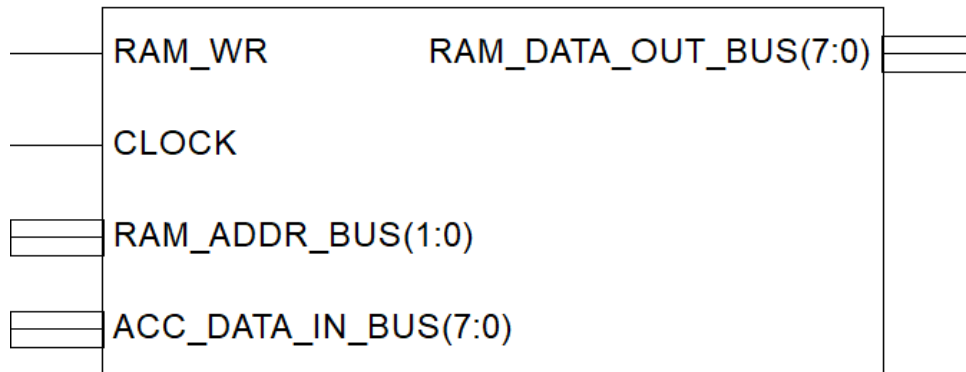 RAM_WR RAM_DATA_OUT_BUS(7:0)
CLOCK
RAM_ADDR_BUS(1:0)
ACC_DATA_IN_BUS(7:0)